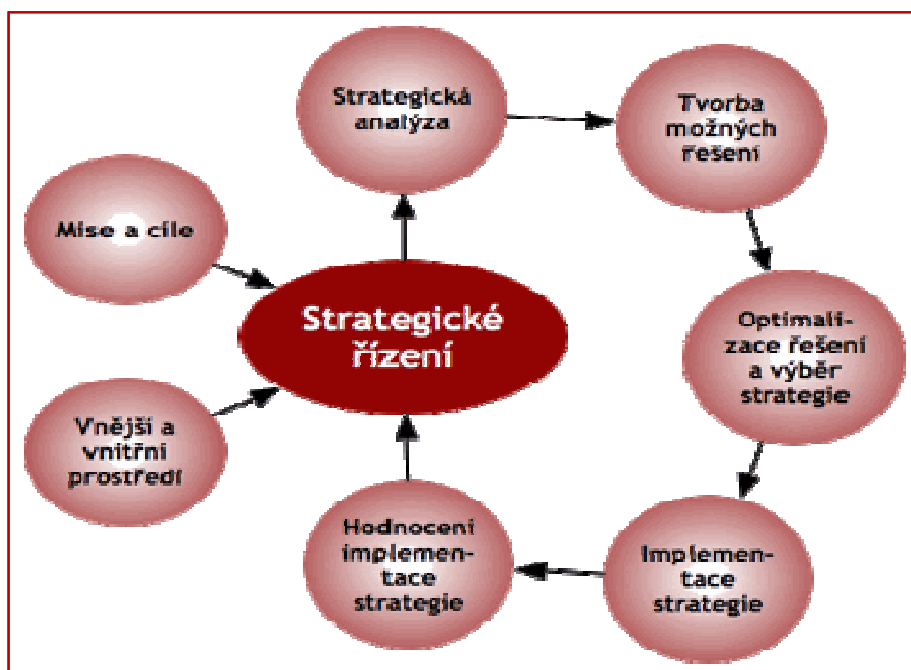 Strategická
analýza
Tvorba
možných
řešení
Mise a cíle
Strategické
řízení
Optimali-
zace řešení
a výběr
strategie
Vnější a
vnitřní
prostředí
Hodnocení
implemen-
tace
strategie
Implemen-
tace
strategie